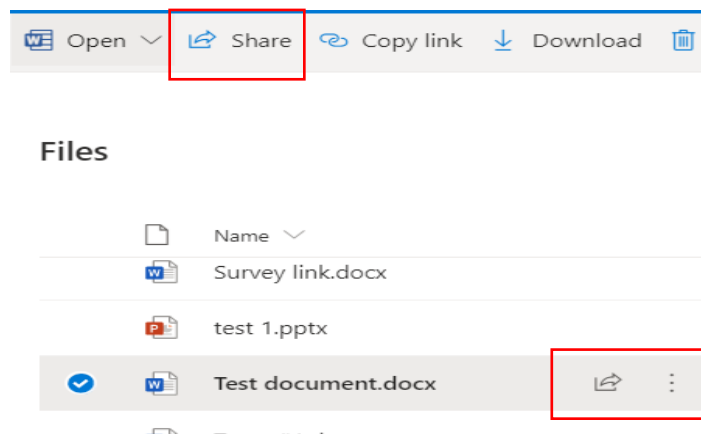 Open Share Copy link Download
Files
Name
Survey link.docx
test 1.pptx
Test document.docx